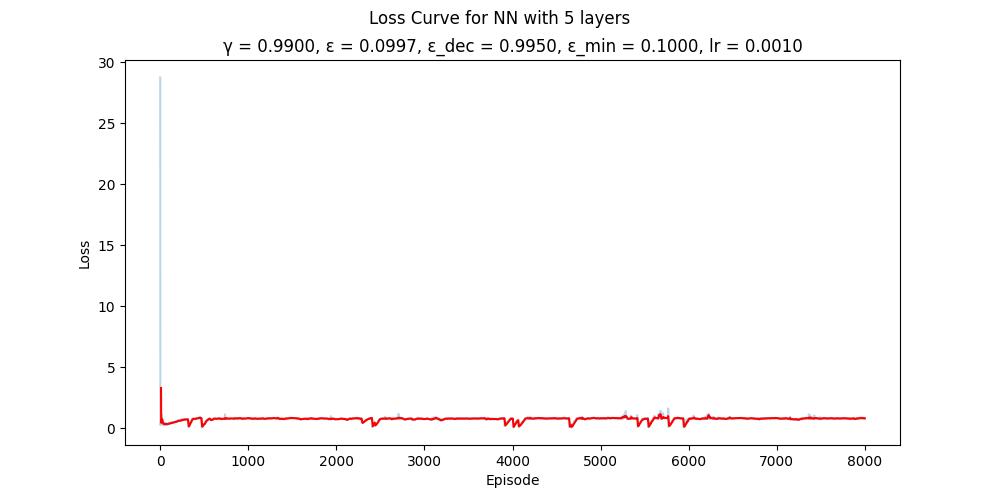 Loss Curve for NN with 5 layers
γ = 0.9900, ε = 0.0997, ε_dec = 0.9950, ε_min = 0.1000, lr = 0.0010
30
25
20
15
10
5
0
Loss
0 1000 2000 3000 4000 5000 6000 7000 8000
Episode